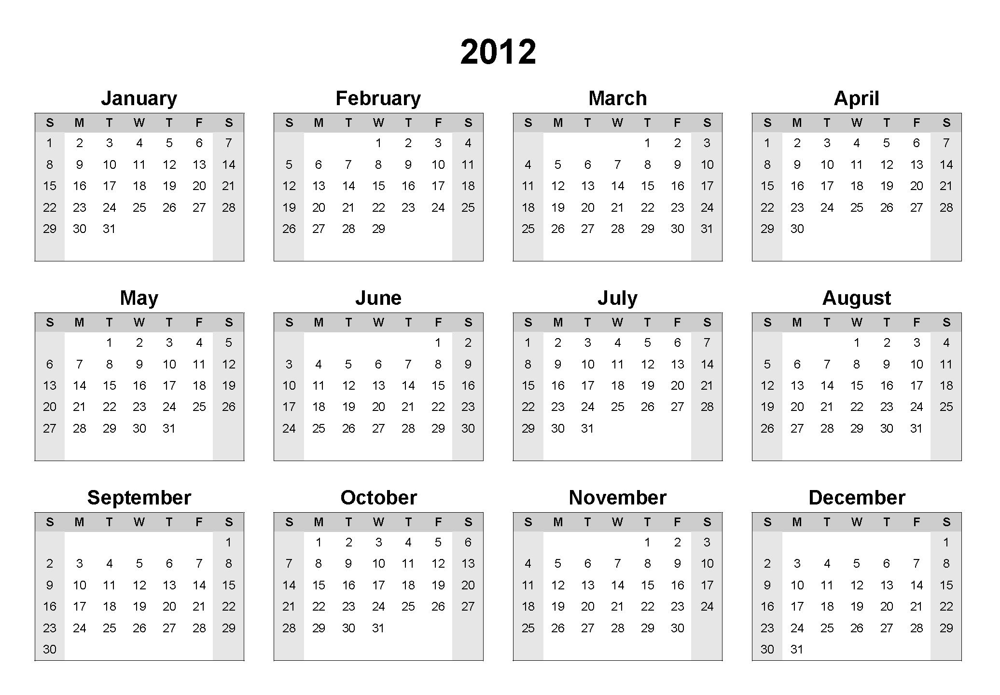 2012
January February March April
S M T W T F S S M T W T F S S M T W T F S S M T W T F S
1 2 3 4 5 6 7 1 2 3 4 1 2 3 1 2 3 4 5 6 7
8 9 10 11 12 13 14 5 6 7 8 9 10 11 4 5 6 7 8 9 10 8 9 10 11 12 13 14
15 16 17 18 19 20 21 12 13 14 15 16 17 18 11 12 13 14 15 16 17 15 16 17 18 19 20 21
22 23 24 25 26 27 28 19 20 21 22 23 24 25 18 19 20 21 22 23 24 22 23 24 25 26 27 28
29 30 31 26 27 28 29 25 26 27 28 29 30 31 29 30
May June July August
S M T W T F S S M T W T F S S M T W T F S S M T W T F S
1 2 3 4 5 1 2 1 2 3 4 5 6 7 1 2 3 4
6 7 8 9 10 11 12 3 4 5 6 7 8 9 8 9 10 11 12 13 14 5 6 7 8 9 10 11
13 14 15 16 17 18 19 10 11 12 13 14 15 16 15 16 17 18 19 20 21 12 13 14 15 16 17 18
20 21 22 23 24 25 26 17 18 19 20 21 22 23 22 23 24 25 26 27 28 19 20 21 22 23 24 25
27 28 29 30 31 24 25 26 27 28 29 30 29 30 31 26 27 28 29 30 31
September October November December
S M T W T F S S M T W T F S S M T W T F S S M T W T F S
1 1 2 3 4 5 6 1 2 3 1
2 3 4 5 6 7 8 7 8 9 10 11 12 13 4 5 6 7 8 9 10 2 3 4 5 6 7 8
9 10 11 12 13 14 15 14 15 16 17 18 19 20 11 12 13 14 15 16 17 9 10 11 12 13 14 15
16 17 18 19 20 21 22 21 22 23 24 25 26 27 18 19 20 21 22 23 24 16 17 18 19 20 21 22
23 24 25 26 27 28 29 28 29 30 31 25 26 27 28 29 30 23 24 25 26 27 28 29
30 30 31